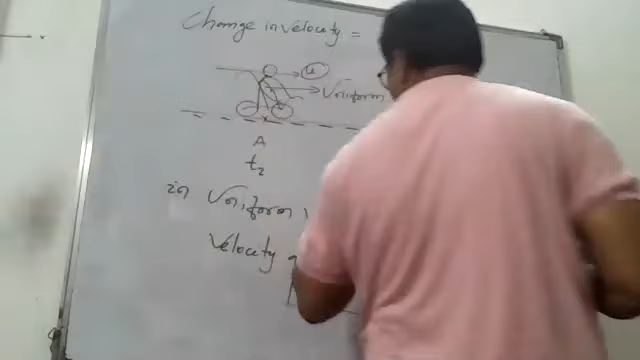 Change in velocity =
u
Uniform
A
t2
in Uniform
Velocity